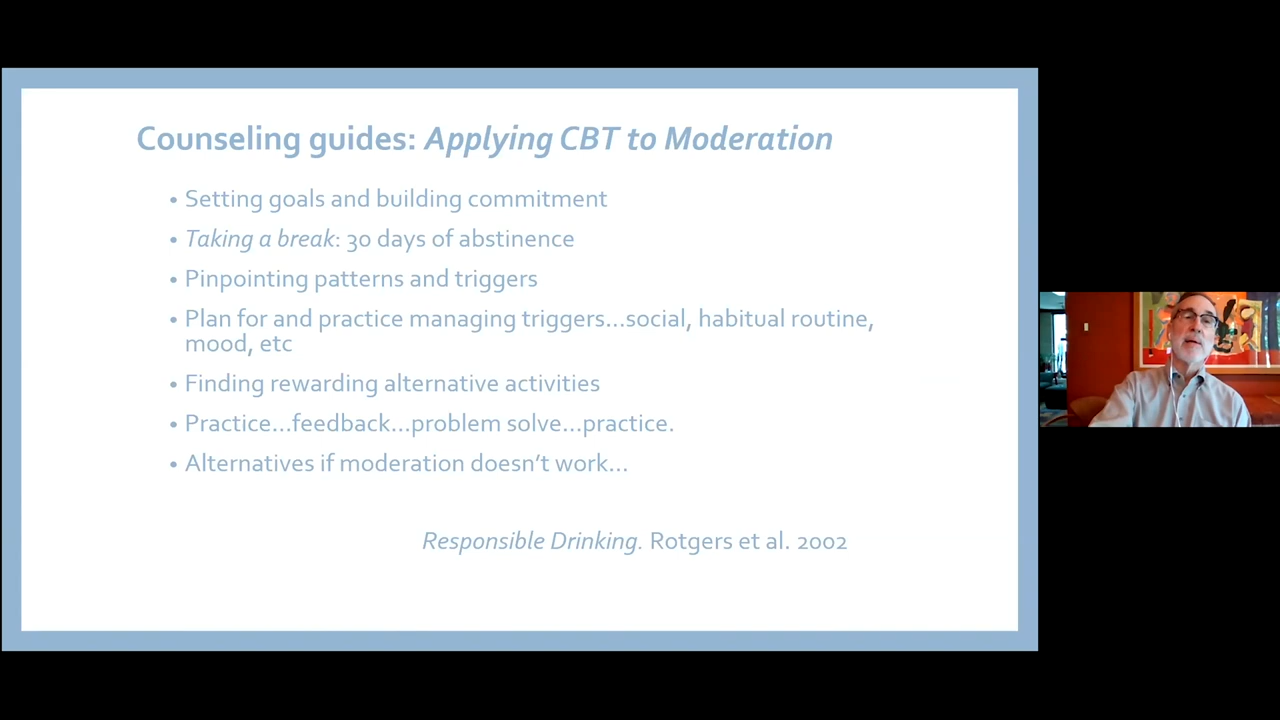 Counseling guides: Applying CBT to Moderation
• Setting goals and building commitment
• Taking a break: 30 days of abstinence
• Pinpointing patterns and triggers
• Plan for and practice managing triggers...social, habitual routine,
mood, etc
• Finding rewarding alternative activities
• Practice...feedback...problem solve...practice.
• Alternatives if moderation doesn't work...
Responsible Drinking. Rotgers et al. 2002